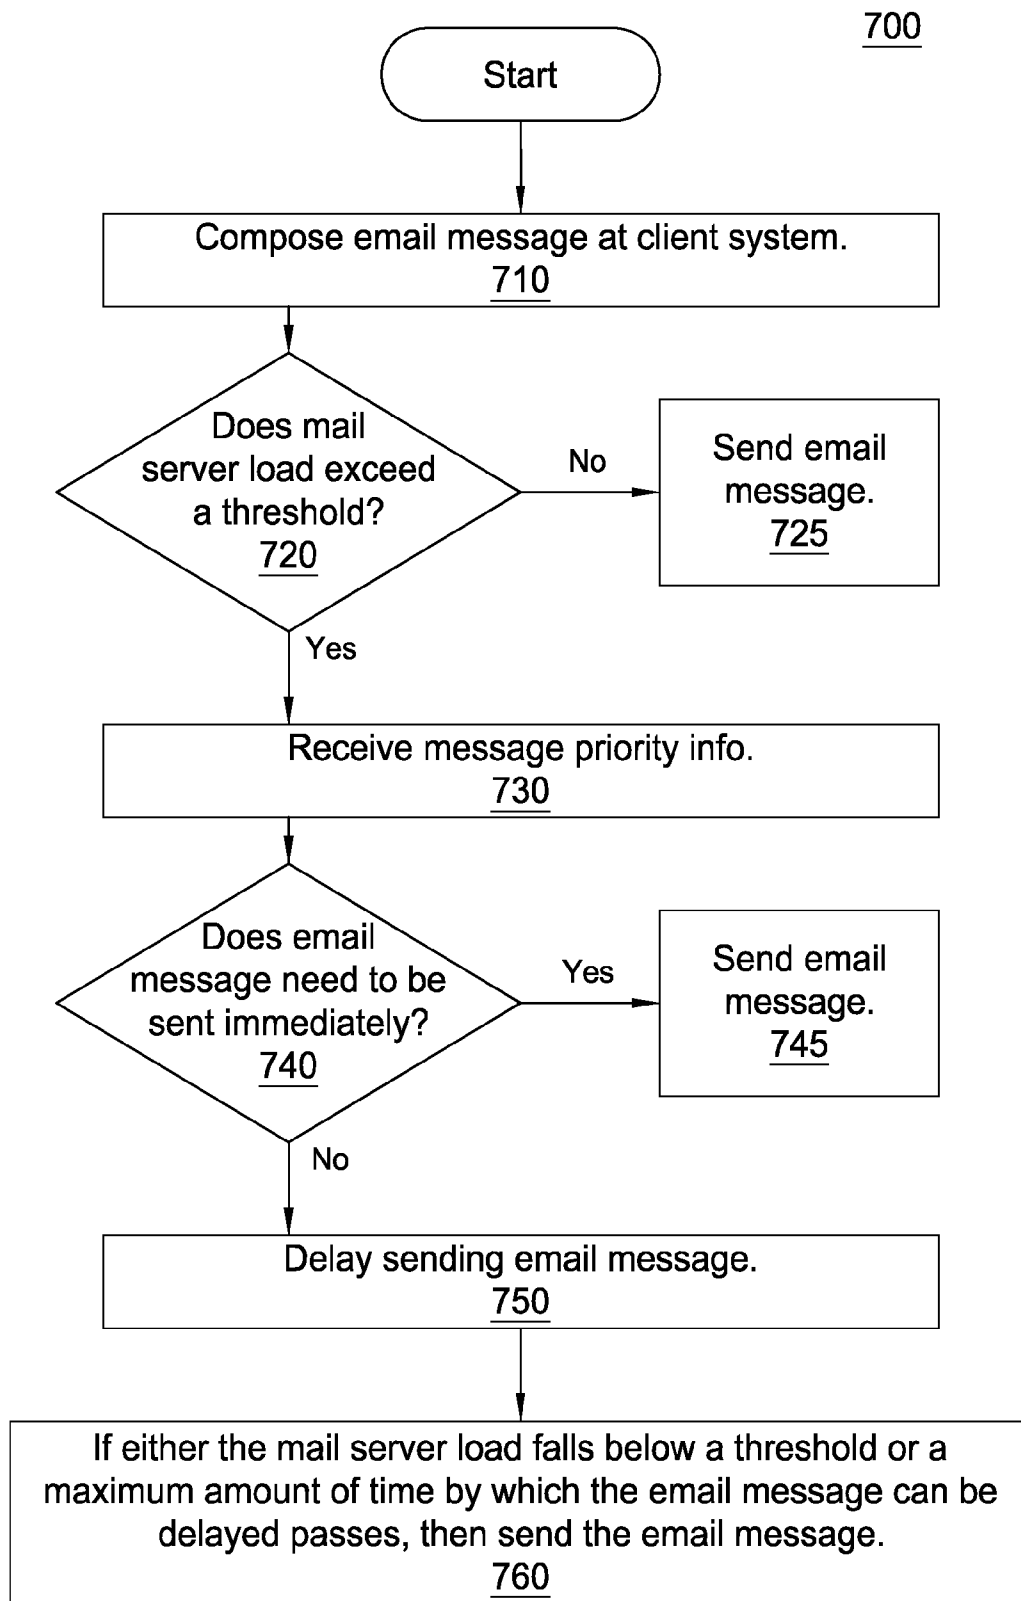 700
Start
Compose email message at client system.
710
Does mail
server load exceed
a threshold?
720
No
Send email
message.
725
Yes
Receive message priority info.
730
Does email
message need to be
sent immediately?
740
Yes
Send email
message.
745
No
Delay sending email message.
750
If either the mail server load falls below a threshold or a
maximum amount of time by which the email message can be
delayed passes, then send the email message.
760